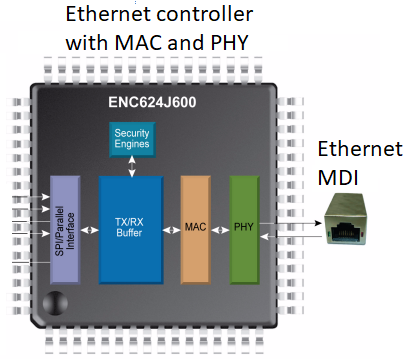 Ethernet controller
with MAC and PHY
ENC624J600
Security
Engines
SPI/Parallel
Interface
TX/RX
Buffer
MAC
PHY
Ethernet
MDI